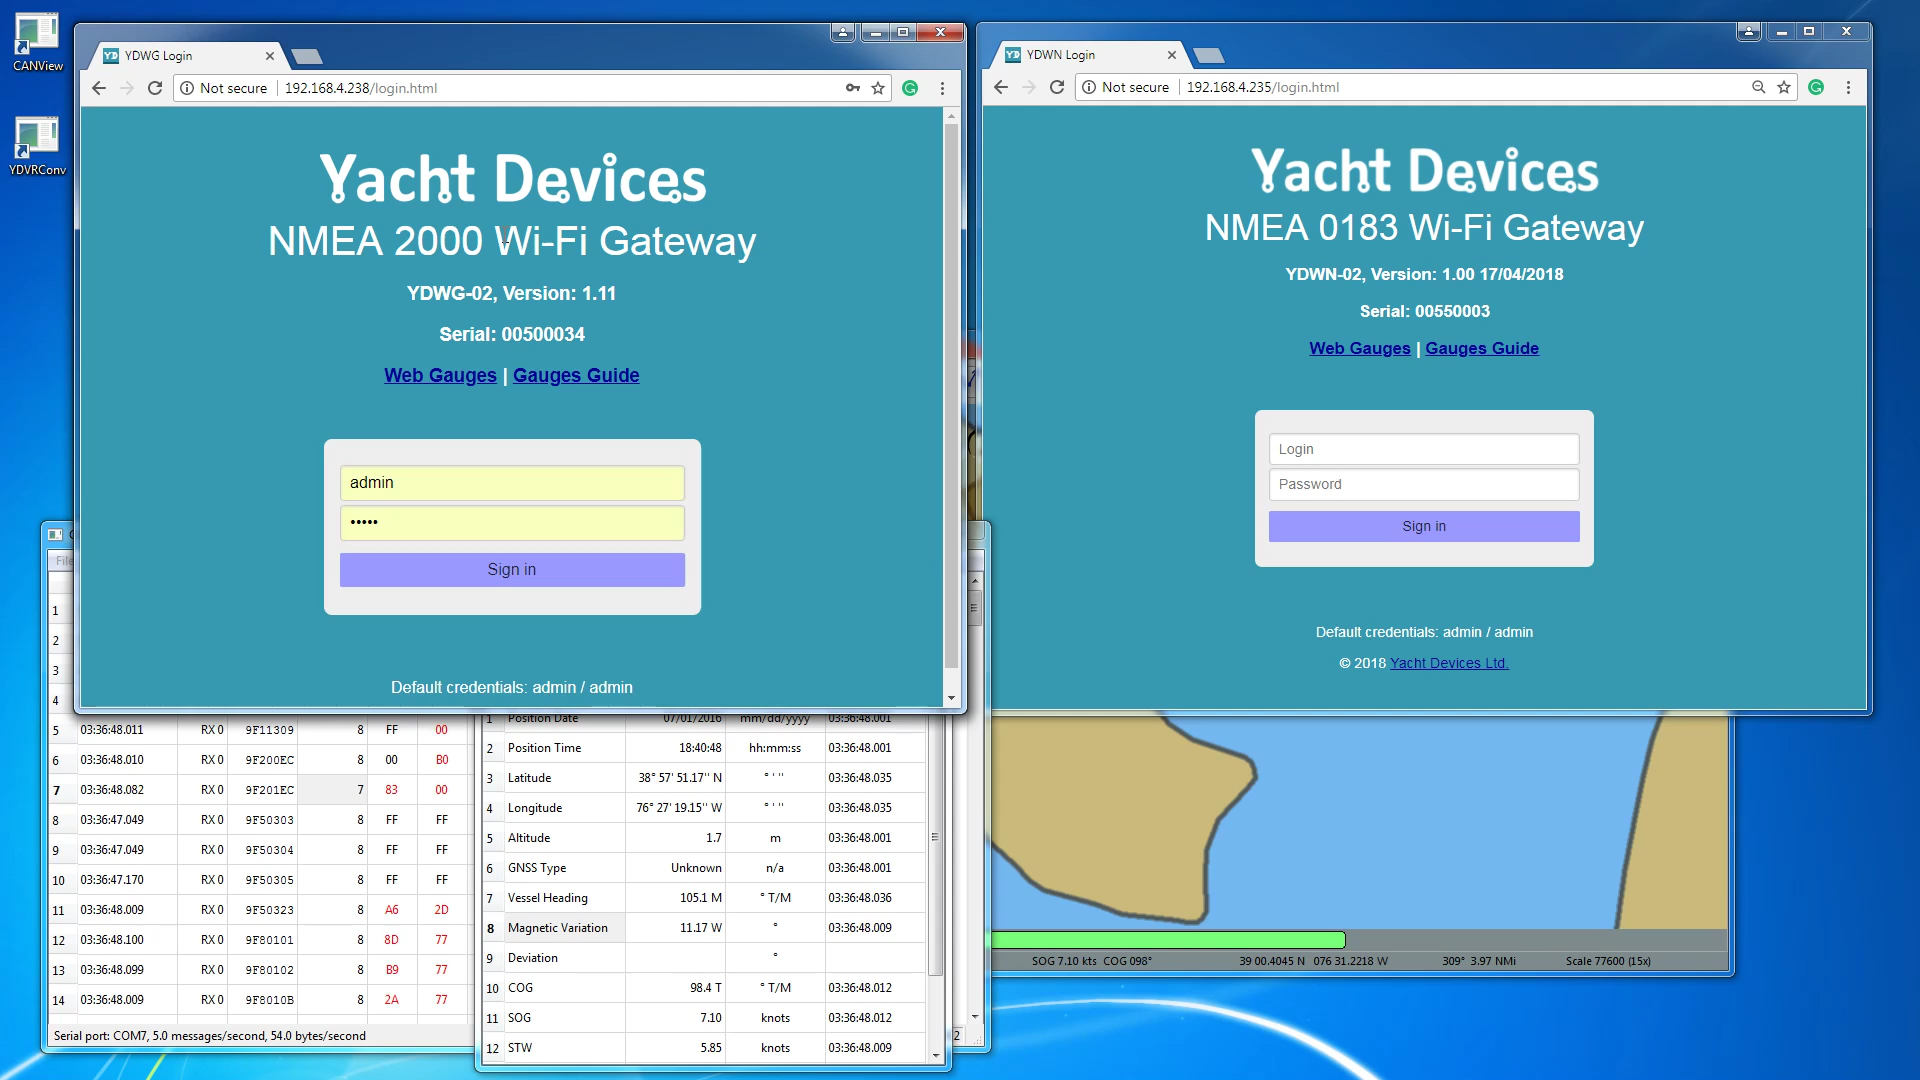 CANView
YDVRConv
YDWG Login
Not secure
192.168.4.238/login.html
Yacht Devices
NMEA 2000 Wi-Fi Gateway
YDWG-02, Version: 1.11
Serial: 00500034
Web Gauges | Gauges Guide
admin
•••••
Sign in
Default credentials: admin / admin
YDWN Login
Not secure
192.168.4.235/login.html
Yacht Devices
NMEA 0183 Wi-Fi Gateway
YDWN-02, Version: 1.00 17/04/2018
Serial: 00550003
Web Gauges | Gauges Guide
Login
Password
Sign in
Default credentials: admin / admin
© 2018 Yacht Devices Ltd.
File
1
2
3
4
5 03:36:48.011 RX 0 9F11309 8 FF 00
6 03:36:48.010 RX 0 9F200EC 8 00 B0
7 03:36:48.082 RX 0 9F201EC 7 83 00
8 03:36:47.049 RX 0 9F50303 8 FF FF
9 03:36:47.049 RX 0 9F50304 8 FF FF
10 03:36:47.170 RX 0 9F50305 8 FF FF
11 03:36:48.009 RX 0 9F50323 8 A6 2D
12 03:36:48.100 RX 0 9F80101 8 8D 77
13 03:36:48.099 RX 0 9F80102 8 B9 77
14 03:36:48.009 RX 0 9F8010B 8 2A 77
Serial port: COM7, 5.0 messages/second, 54.0 bytes/second
1 Position Date 07/01/2016 mm/dd/yyyy 03:36:48.001
2 Position Time 18:40:48 hh:mm:ss 03:36:48.001
3 Latitude 38° 57' 51.17'' N ° ' '' 03:36:48.035
4 Longitude 76° 27' 19.15'' W ° ' '' 03:36:48.035
5 Altitude 1.7 m 03:36:48.001
6 GNSS Type Unknown n/a 03:36:48.001
7 Vessel Heading 105.1 M ° T/M 03:36:48.036
8 Magnetic Variation 11.17 W ° 03:36:48.009
9 Deviation °
10 COG 98.4 T ° T/M 03:36:48.012
11 SOG 7.10 knots 03:36:48.012
12 STW 5.85 knots 03:36:48.009
2
SOG 7.10 kts COG 098° 39 00.4045 N 076 31.2218 W 309° 3.97 NMi Scale 77600 (15x)